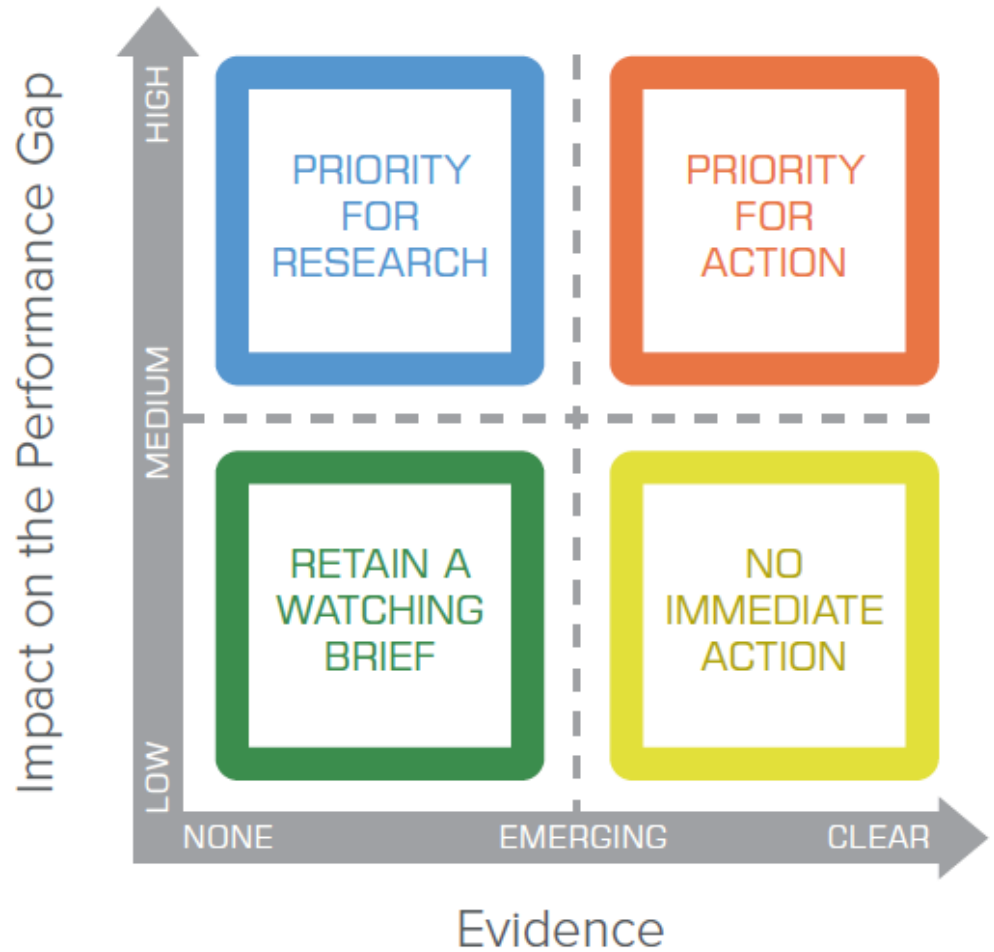 Impact on the Performance Gap
HIGH
MEDIUM
LOW
PRIORITY
FOR
RESEARCH
PRIORITY
FOR
ACTION
RETAIN A
WATCHING
BRIEF
NO
IMMEDIATE
ACTION
NONE
EMERGING
CLEAR
Evidence